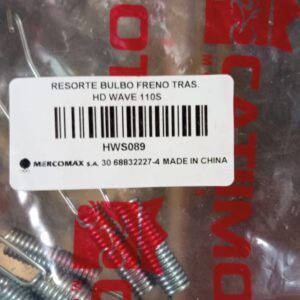 RESORTE BULBO FRENO TRAS.
HD WAVE 110S
HWS089
MERCOMAX S.A. 30 68832227-4 MADE IN CHINA